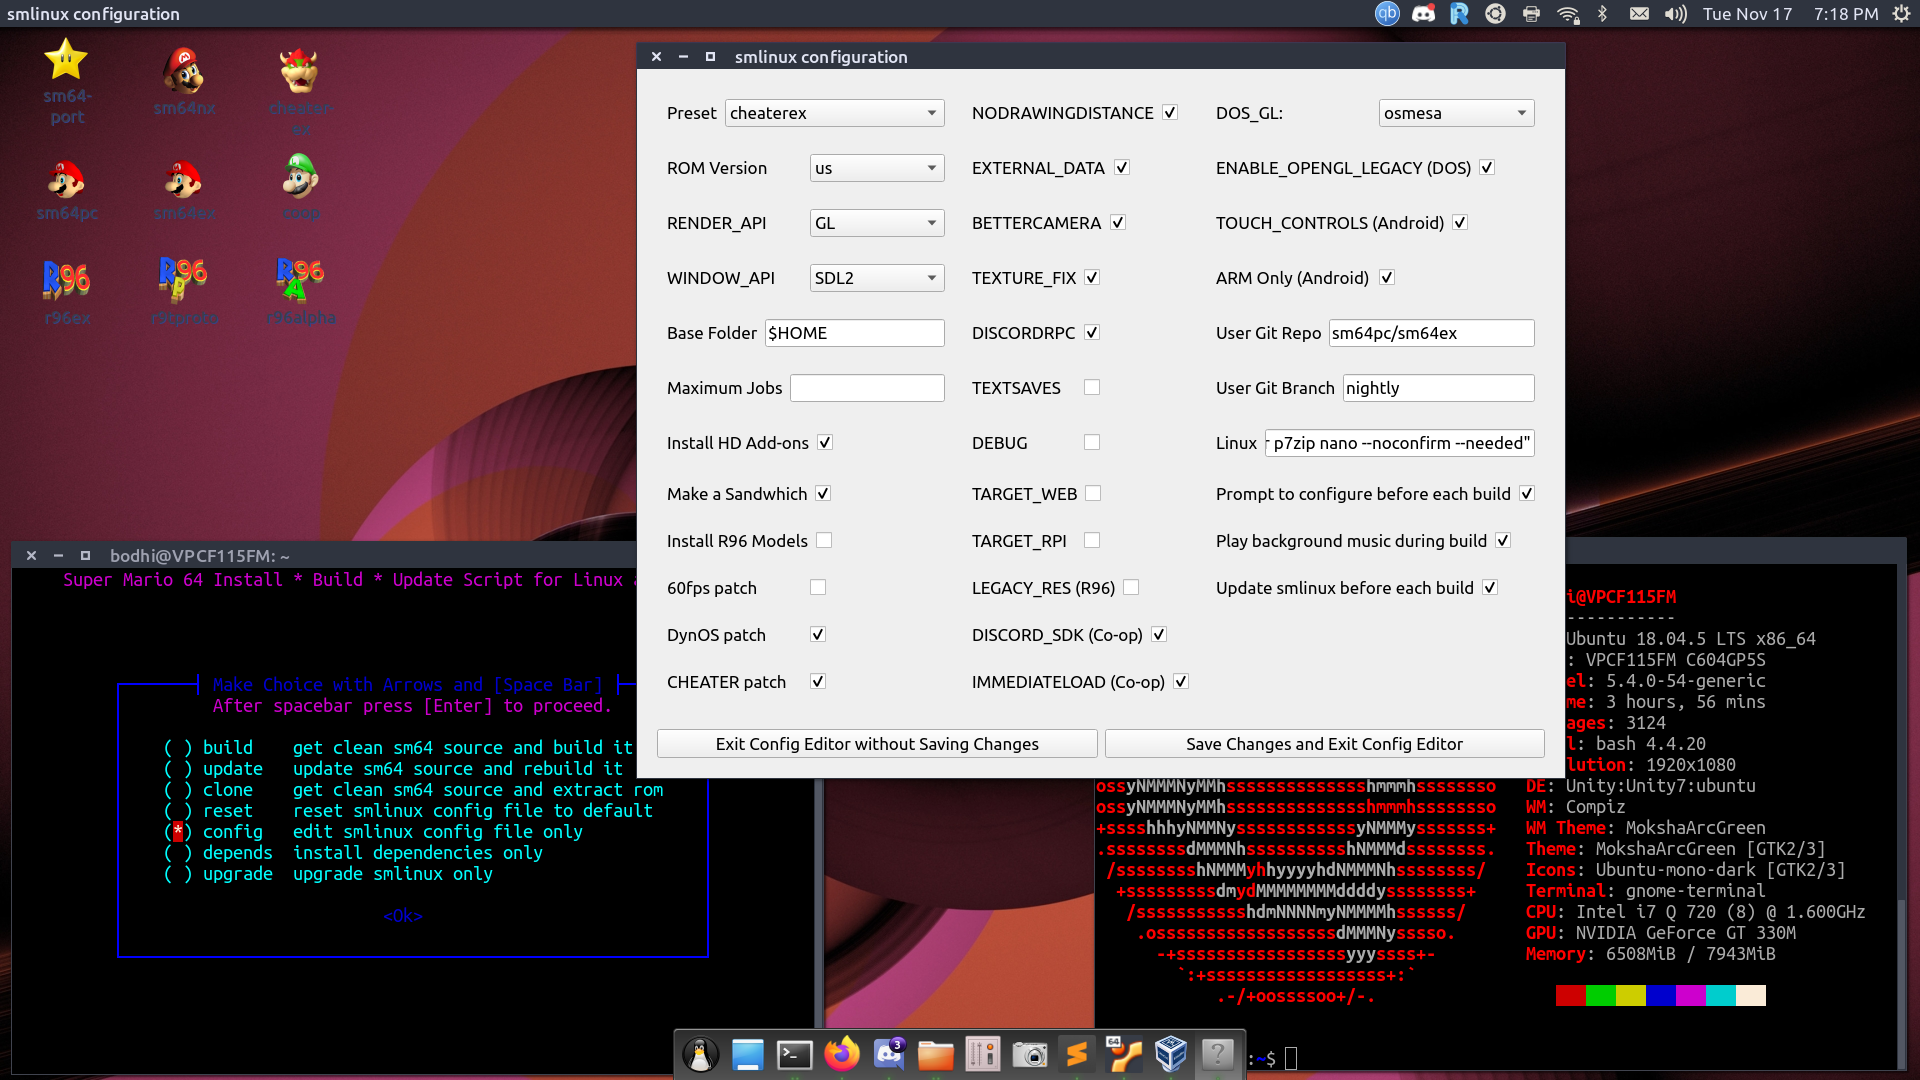 smlinux configuration
Tue Nov 17 7:18 PM
sm64-port
sm64nx
cheater-ex
sm64pc
sm64ex
coop
r96ex
r96alpha
smlinux configuration
Preset cheaterex NODRAWINGDISTANCE DOS_GL: osmesa
ROM Version us EXTERNAL_DATA ENABLE_OPENGL_LEGACY (DOS)
RENDER_API GL BETTERCAMERA TOUCH_CONTROLS (Android)
WINDOW_API SDL2 TEXTURE_FIX ARM Only (Android)
Base Folder $HOME DISCORDRPC User Git Repo sm64pc/sm64ex
Maximum Jobs TEXTSAVES User Git Branch nightly
Install HD Add-ons DEBUG Linux p7zip nano --noconfirm --needed"
Make a Sandwhich TARGET_WEB Prompt to configure before each build
Install R96 Models TARGET_RPI Play background music during build
60fps patch LEGACY_RES (R96) Update smlinux before each build
DynOS patch DISCORD_SDK (Co-op)
CHEATER patch IMMEDIATELOAD (Co-op)
Exit Config Editor without Saving Changes Save Changes and Exit Config Editor
bodhi@VPCF115FM: ~
Super Mario 64 Install * Build * Update Script for Linux
Make Choice with Arrows and [Space Bar]
After spacebar press [Enter] to proceed.
( ) build get clean sm64 source and build it
( ) update update sm64 source and rebuild it
( ) clone get clean sm64 source and extract rom
( ) reset reset smlinux config file to default
(*) config edit smlinux config file only
( ) depends install dependencies only
( ) upgrade upgrade smlinux only
<Ok>
i@VPCF115FM
-----------
Ubuntu 18.04.5 LTS x86_64
: VPCF115FM C604GP5S
el: 5.4.0-54-generic
me: 3 hours, 56 mins
ages: 3124
l: bash 4.4.20
lution: 1920x1080
ossyNMMMNyMMhsssssssssssssshmmmhssssssso DE: Unity:Unity7:ubuntu
ossyNMMMNyMMhsssssssssssssshmmmhssssssso WM: Compiz
+sssshhhyNMMNyssssssssssssyNMMMysssssss+ WM Theme: MokshaArcGreen
.ssssssssdMMMNhsssssssssshNMMMdssssssss. Theme: MokshaArcGreen [GTK2/3]
/sssssssshNMMMyhhyyyyhdNMMMNhssssssss/ Icons: Ubuntu-mono-dark [GTK2/3]
+sssssssssdmydMMMMMMMMddddyssssssss+ Terminal: gnome-terminal
/ssssssssssshdmNNNNmyNMMMMhssssss/ CPU: Intel i7 Q 720 (8) @ 1.600GHz
.ossssssssssssssssssdMMMNysssso. GPU: NVIDIA GeForce GT 330M
-+sssssssssssssssssyyyssss+- Memory: 6508MiB / 7943MiB
`:+ssssssssssssssssss+:`
.-/+oossssoo+/-.
:~$